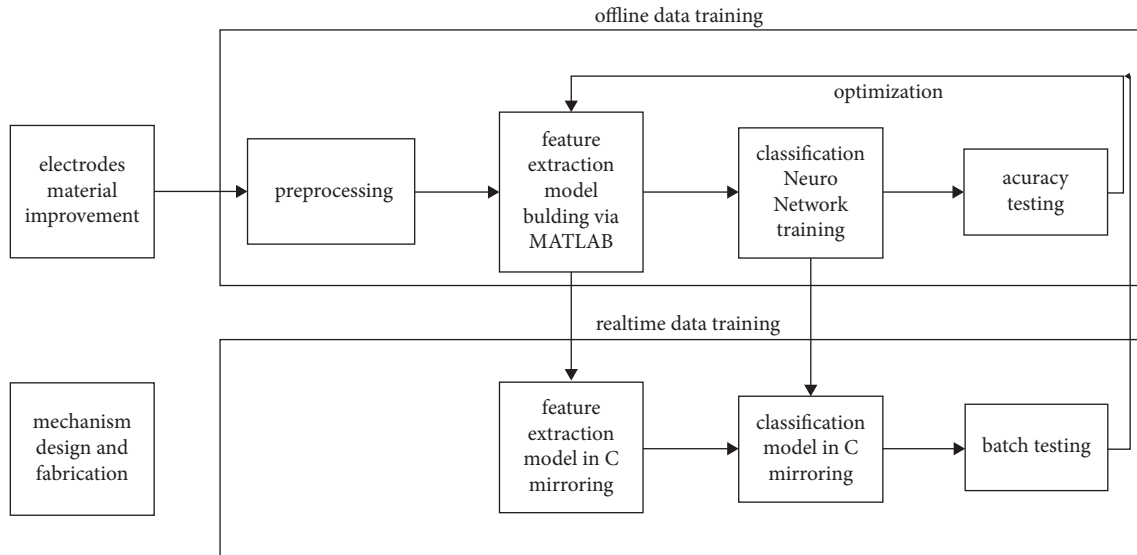 offline data training
optimization
electrodes
material
improvement
preprocessing
feature
extraction
model
bulding via
MATLAB
classification
Neuro
Network
training
acuracy
testing
realtime data training
mechanism
design and
fabrication
feature
extraction
model in C
mirroring
classification
model in C
mirroring
batch testing